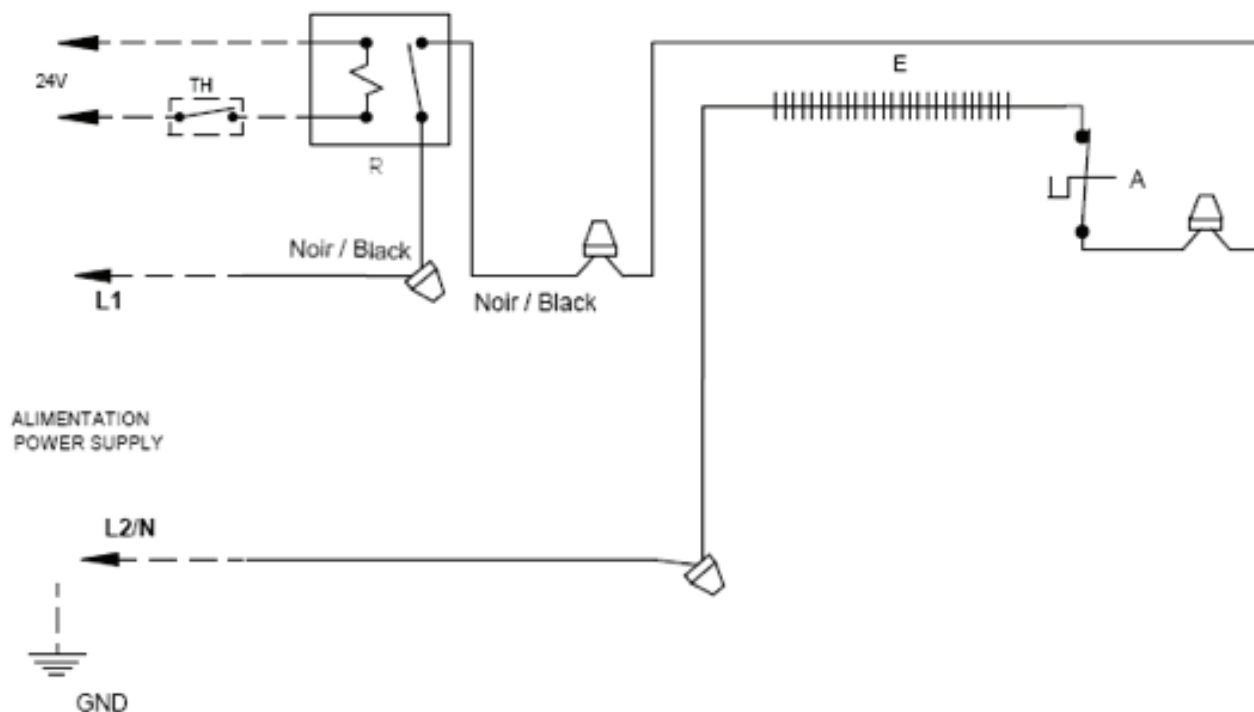 24V
TH
R
E
A
Noir / Black
L1
Noir / Black
ALIMENTATION
POWER SUPPLY
L2/N
GND